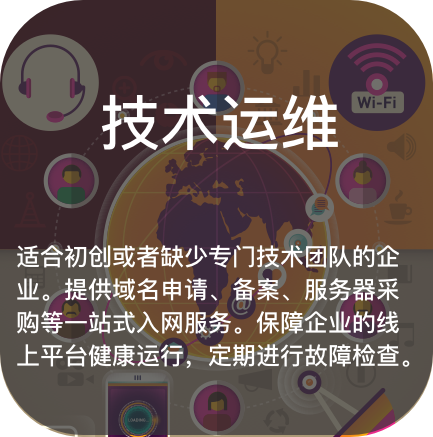 Wi-Fi
技术运维
适合初创或者缺少专门技术团队的企
业。提供域名申请、备案、服务器采
购等一站式入网服务。保障企业的线
上平台健康运行，定期进行故障检查。